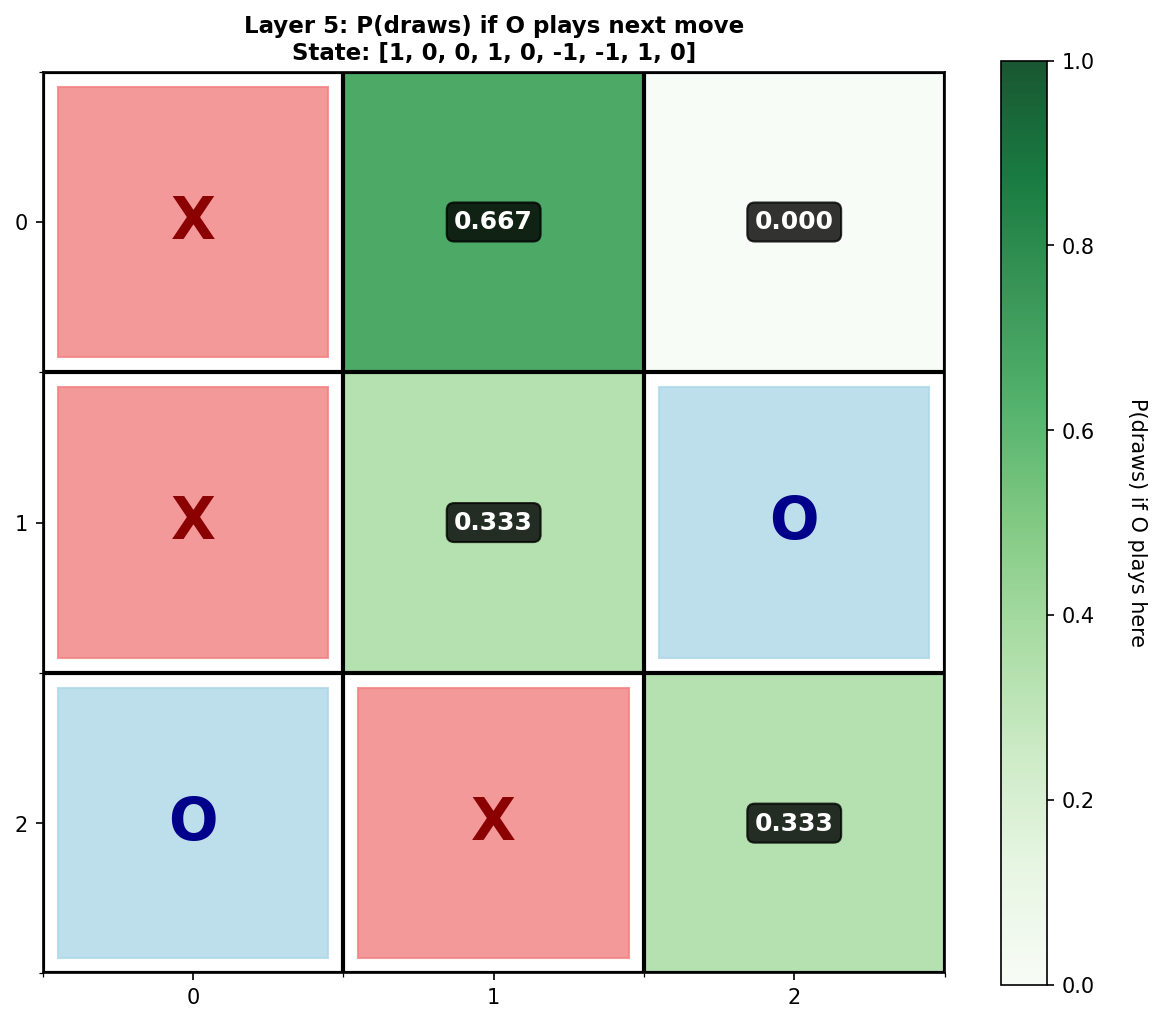 Layer 5: P(draws) if O plays next move
State: [1, 0, 0, 1, 0, -1, -1, 1, 0]
1.0
0.8
0.6
0.4
0.2
0.0
P(draws) if O plays here
0 X 0.667 0.000
1 X 0.333 O
2 O X 0.333
0 1 2